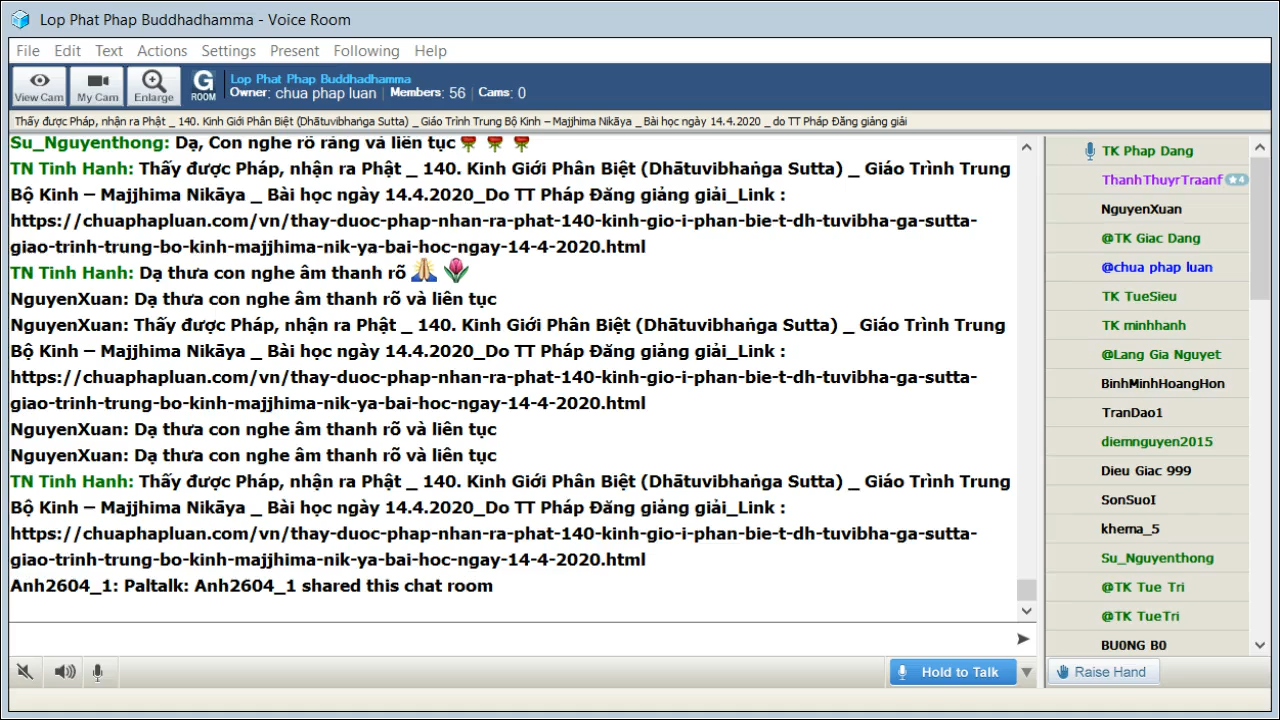 Lop Phat Phap Buddhadhamma - Voice Room
File Edit Text Actions Settings Present Following Help
View Cam My Cam Enlarge G ROOM
Lop Phat Phap Buddhadhamma
Owner: chua phap luan | Members: 56 | Cams: 0
Thấy được Pháp, nhận ra Phật _ 140. Kinh Giới Phân Biệt (Dhātuvibhaṅga Sutta) _ Giáo Trình Trung Bộ Kinh – Majjhima Nikāya _ Bài học ngày 14.4.2020 _ do TT Pháp Đăng giảng giải
Su_Nguyenthong: Dạ, Con nghe rõ ràng và liên tục
TN Tinh Hanh: Thấy được Pháp, nhận ra Phật _ 140. Kinh Giới Phân Biệt (Dhātuvibhaṅga Sutta) _ Giáo Trình Trung
Bộ Kinh – Majjhima Nikāya _ Bài học ngày 14.4.2020_Do TT Pháp Đăng giảng giải_Link :
https://chuaphapluan.com/vn/thay-duoc-phap-nhan-ra-phat-140-kinh-gio-i-phan-bie-t-dh-tuvibha-ga-sutta-
giao-trinh-trung-bo-kinh-majjhima-nik-ya-bai-hoc-ngay-14-4-2020.html
TN Tinh Hanh: Dạ thưa con nghe âm thanh rõ
NguyenXuan: Dạ thưa con nghe âm thanh rõ và liên tục
NguyenXuan: Thấy được Pháp, nhận ra Phật _ 140. Kinh Giới Phân Biệt (Dhātuvibhaṅga Sutta) _ Giáo Trình Trung
Bộ Kinh – Majjhima Nikāya _ Bài học ngày 14.4.2020_Do TT Pháp Đăng giảng giải_Link :
https://chuaphapluan.com/vn/thay-duoc-phap-nhan-ra-phat-140-kinh-gio-i-phan-bie-t-dh-tuvibha-ga-sutta-
giao-trinh-trung-bo-kinh-majjhima-nik-ya-bai-hoc-ngay-14-4-2020.html
NguyenXuan: Dạ thưa con nghe âm thanh rõ và liên tục
NguyenXuan: Dạ thưa con nghe âm thanh rõ và liên tục
TN Tinh Hanh: Thấy được Pháp, nhận ra Phật _ 140. Kinh Giới Phân Biệt (Dhātuvibhaṅga Sutta) _ Giáo Trình Trung
Bộ Kinh – Majjhima Nikāya _ Bài học ngày 14.4.2020_Do TT Pháp Đăng giảng giải_Link :
https://chuaphapluan.com/vn/thay-duoc-phap-nhan-ra-phat-140-kinh-gio-i-phan-bie-t-dh-tuvibha-ga-sutta-
giao-trinh-trung-bo-kinh-majjhima-nik-ya-bai-hoc-ngay-14-4-2020.html
Anh2604_1: Paltalk: Anh2604_1 shared this chat room
TK Phap Dang
ThanhThuyrTraanf ★4
NguyenXuan
@TK Giac Dang
@chua phap luan
TK TueSieu
TK minhhanh
@Lang Gia Nguyet
BinhMinhHoangHon
TranDao1
diemnguyen2015
Dieu Giac 999
SonSuoI
khema_5
Su_Nguyenthong
@TK Tue Tri
@TK TueTri
BU0NG B0
Hold to Talk
Raise Hand